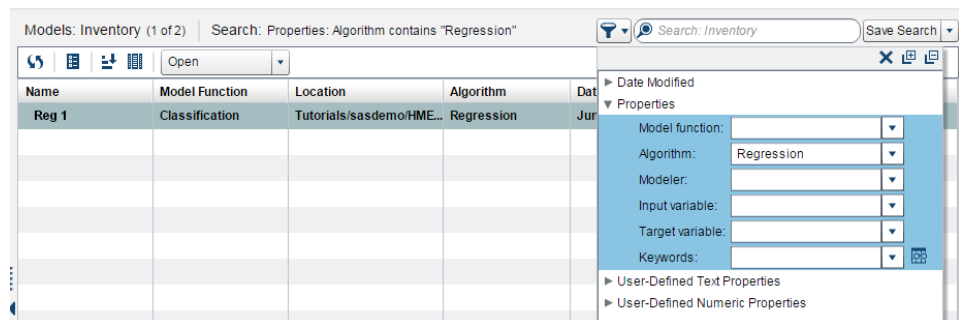 Models: Inventory (1 of 2) Search: Properties: Algorithm contains "Regression" Search: Inventory Save Search
Open
Name Model Function Location Algorithm Dat
Reg 1 Classification Tutorials/sasdemo/HME... Regression Jun
Date Modified
Properties
Model function:
Algorithm: Regression
Modeler:
Input variable:
Target variable:
Keywords:
User-Defined Text Properties
User-Defined Numeric Properties